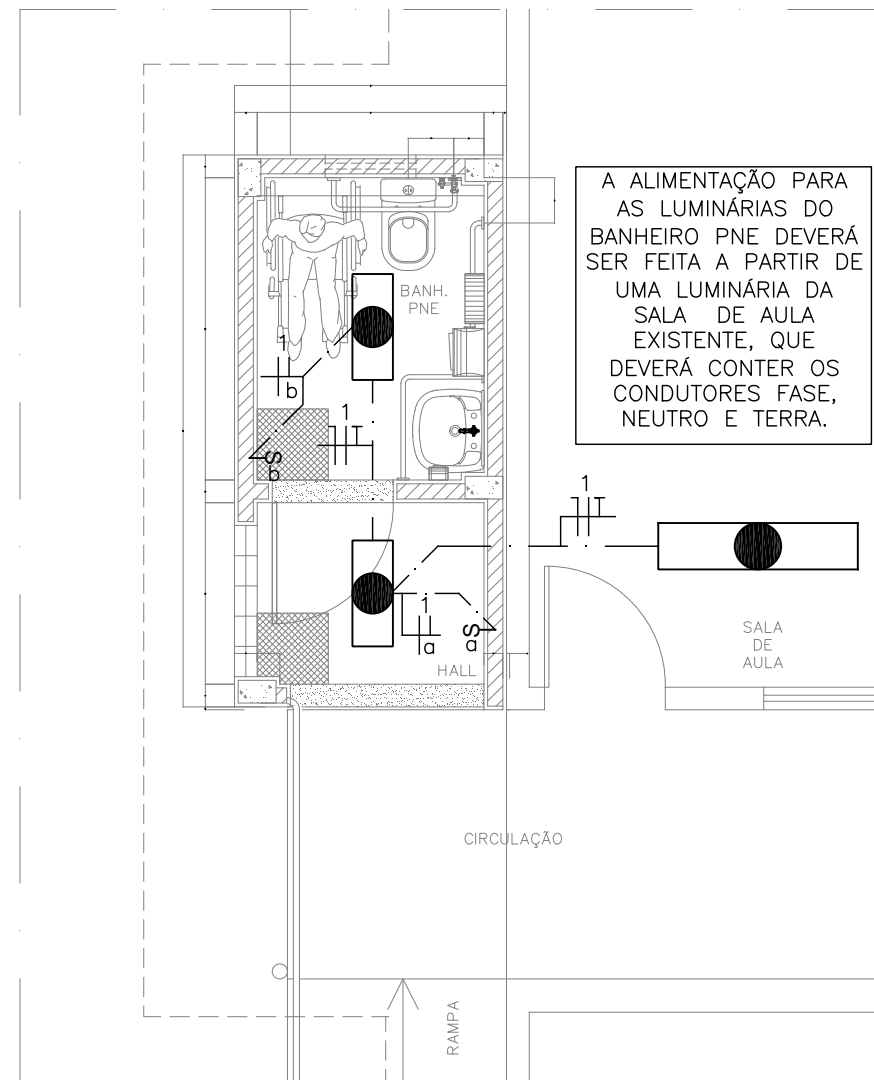 A ALIMENTAÇÃO PARA
AS LUMINÁRIAS DO
BANHEIRO PNE DEVERÁ
SER FEITA A PARTIR DE
UMA LUMINÁRIA DA
SALA DE AULA
EXISTENTE, QUE
DEVERÁ CONTER OS
CONDUTORES FASE,
NEUTRO E TERRA.
BANH.
PNE
1
b
1
S
b
1
1
a
S
a
HALL
SALA
DE
AULA
CIRCULAÇÃO
RAMPA